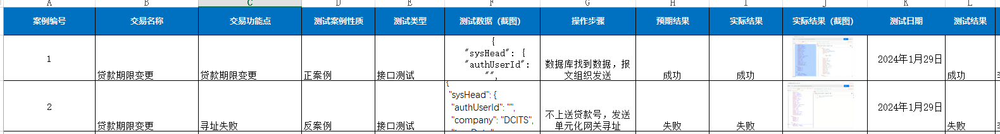 A B C D E F G H I J K L
案例编号 交易名称 交易功能点 测试案例性质 测试类型 测试数据（截图） 操作步骤 预期结果 实际结果 实际结果（截图） 测试日期 测试结果
{
"sysHead": {
"authUserId":
"",
1 贷款期限变更 贷款期限变更 正案例 接口测试 数据库找到数据，报
文组织发送 成功 成功 2024年1月29日 成功
{
"sysHead": {
"authUserId": "",
"company": "DCITS",
2 贷款期限变更 寻址失败 反案例 接口测试 不上送贷款号，发送
单元化网关寻址 失败 失败 2024年1月29日 失败